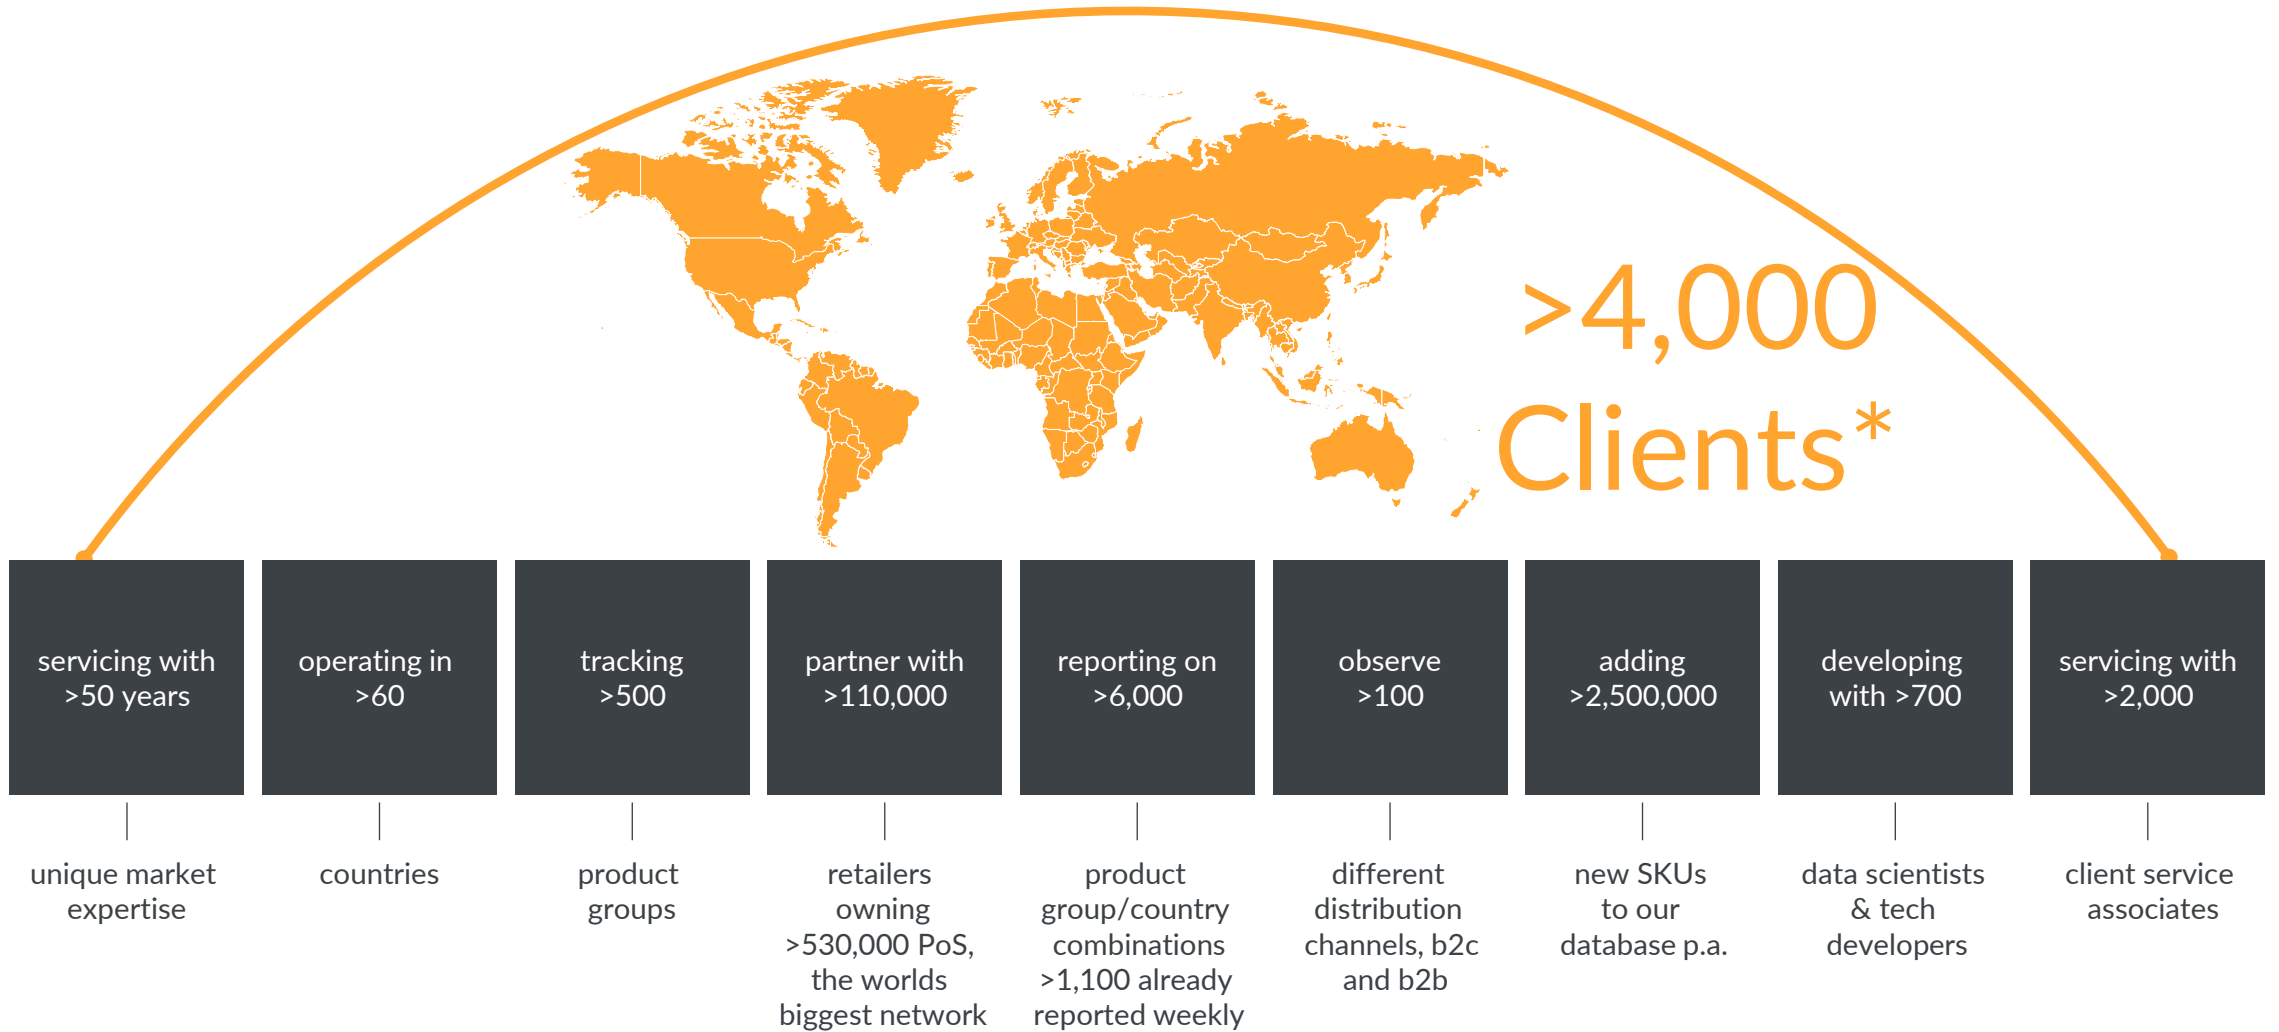 >4,000
Clients*
servicing with
>50 years
unique market
expertise
operating in
>60
countries
tracking
>500
product
groups
partner with
>110,000
retailers
owning
>530,000 PoS,
the worlds
biggest network
reporting on
>6,000
product
group/country
combinations
>1,100 already
reported weekly
observe
>100
different
distribution
channels, b2c
and b2b
adding
>2,500,000
new SKUs
to our
database p.a.
developing
with >700
data scientists
& tech
developers
servicing with
>2,000
client service
associates